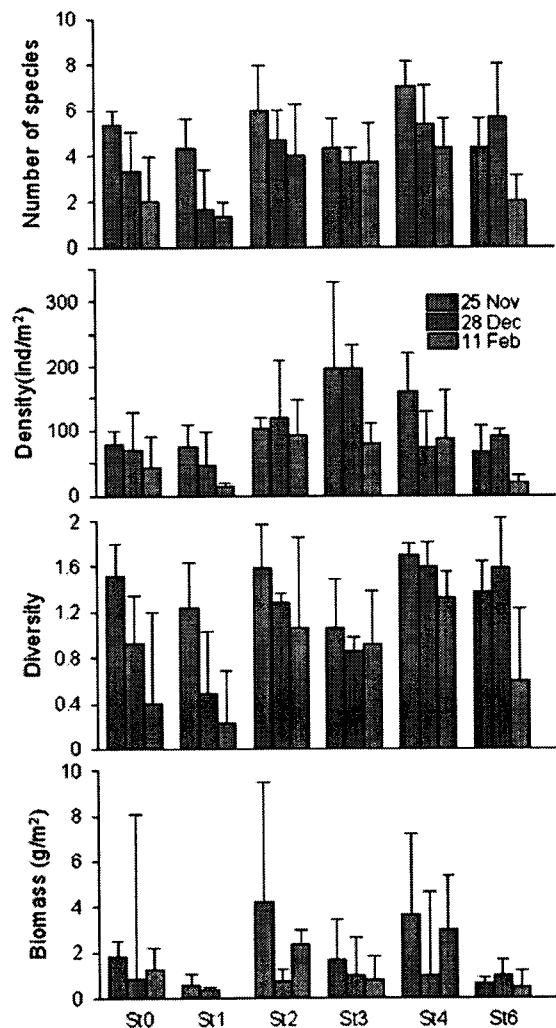 Number of species
10
8
6
4
2
0
Density(ind/m²)
300
200
100
0
25 Nov
28 Dec
11 Feb
Diversity
2
1.6
1.2
0.8
0.4
0
Biomass (g/m²)
10
8
6
4
2
0
St0 St1 St2 St3 St4 St6